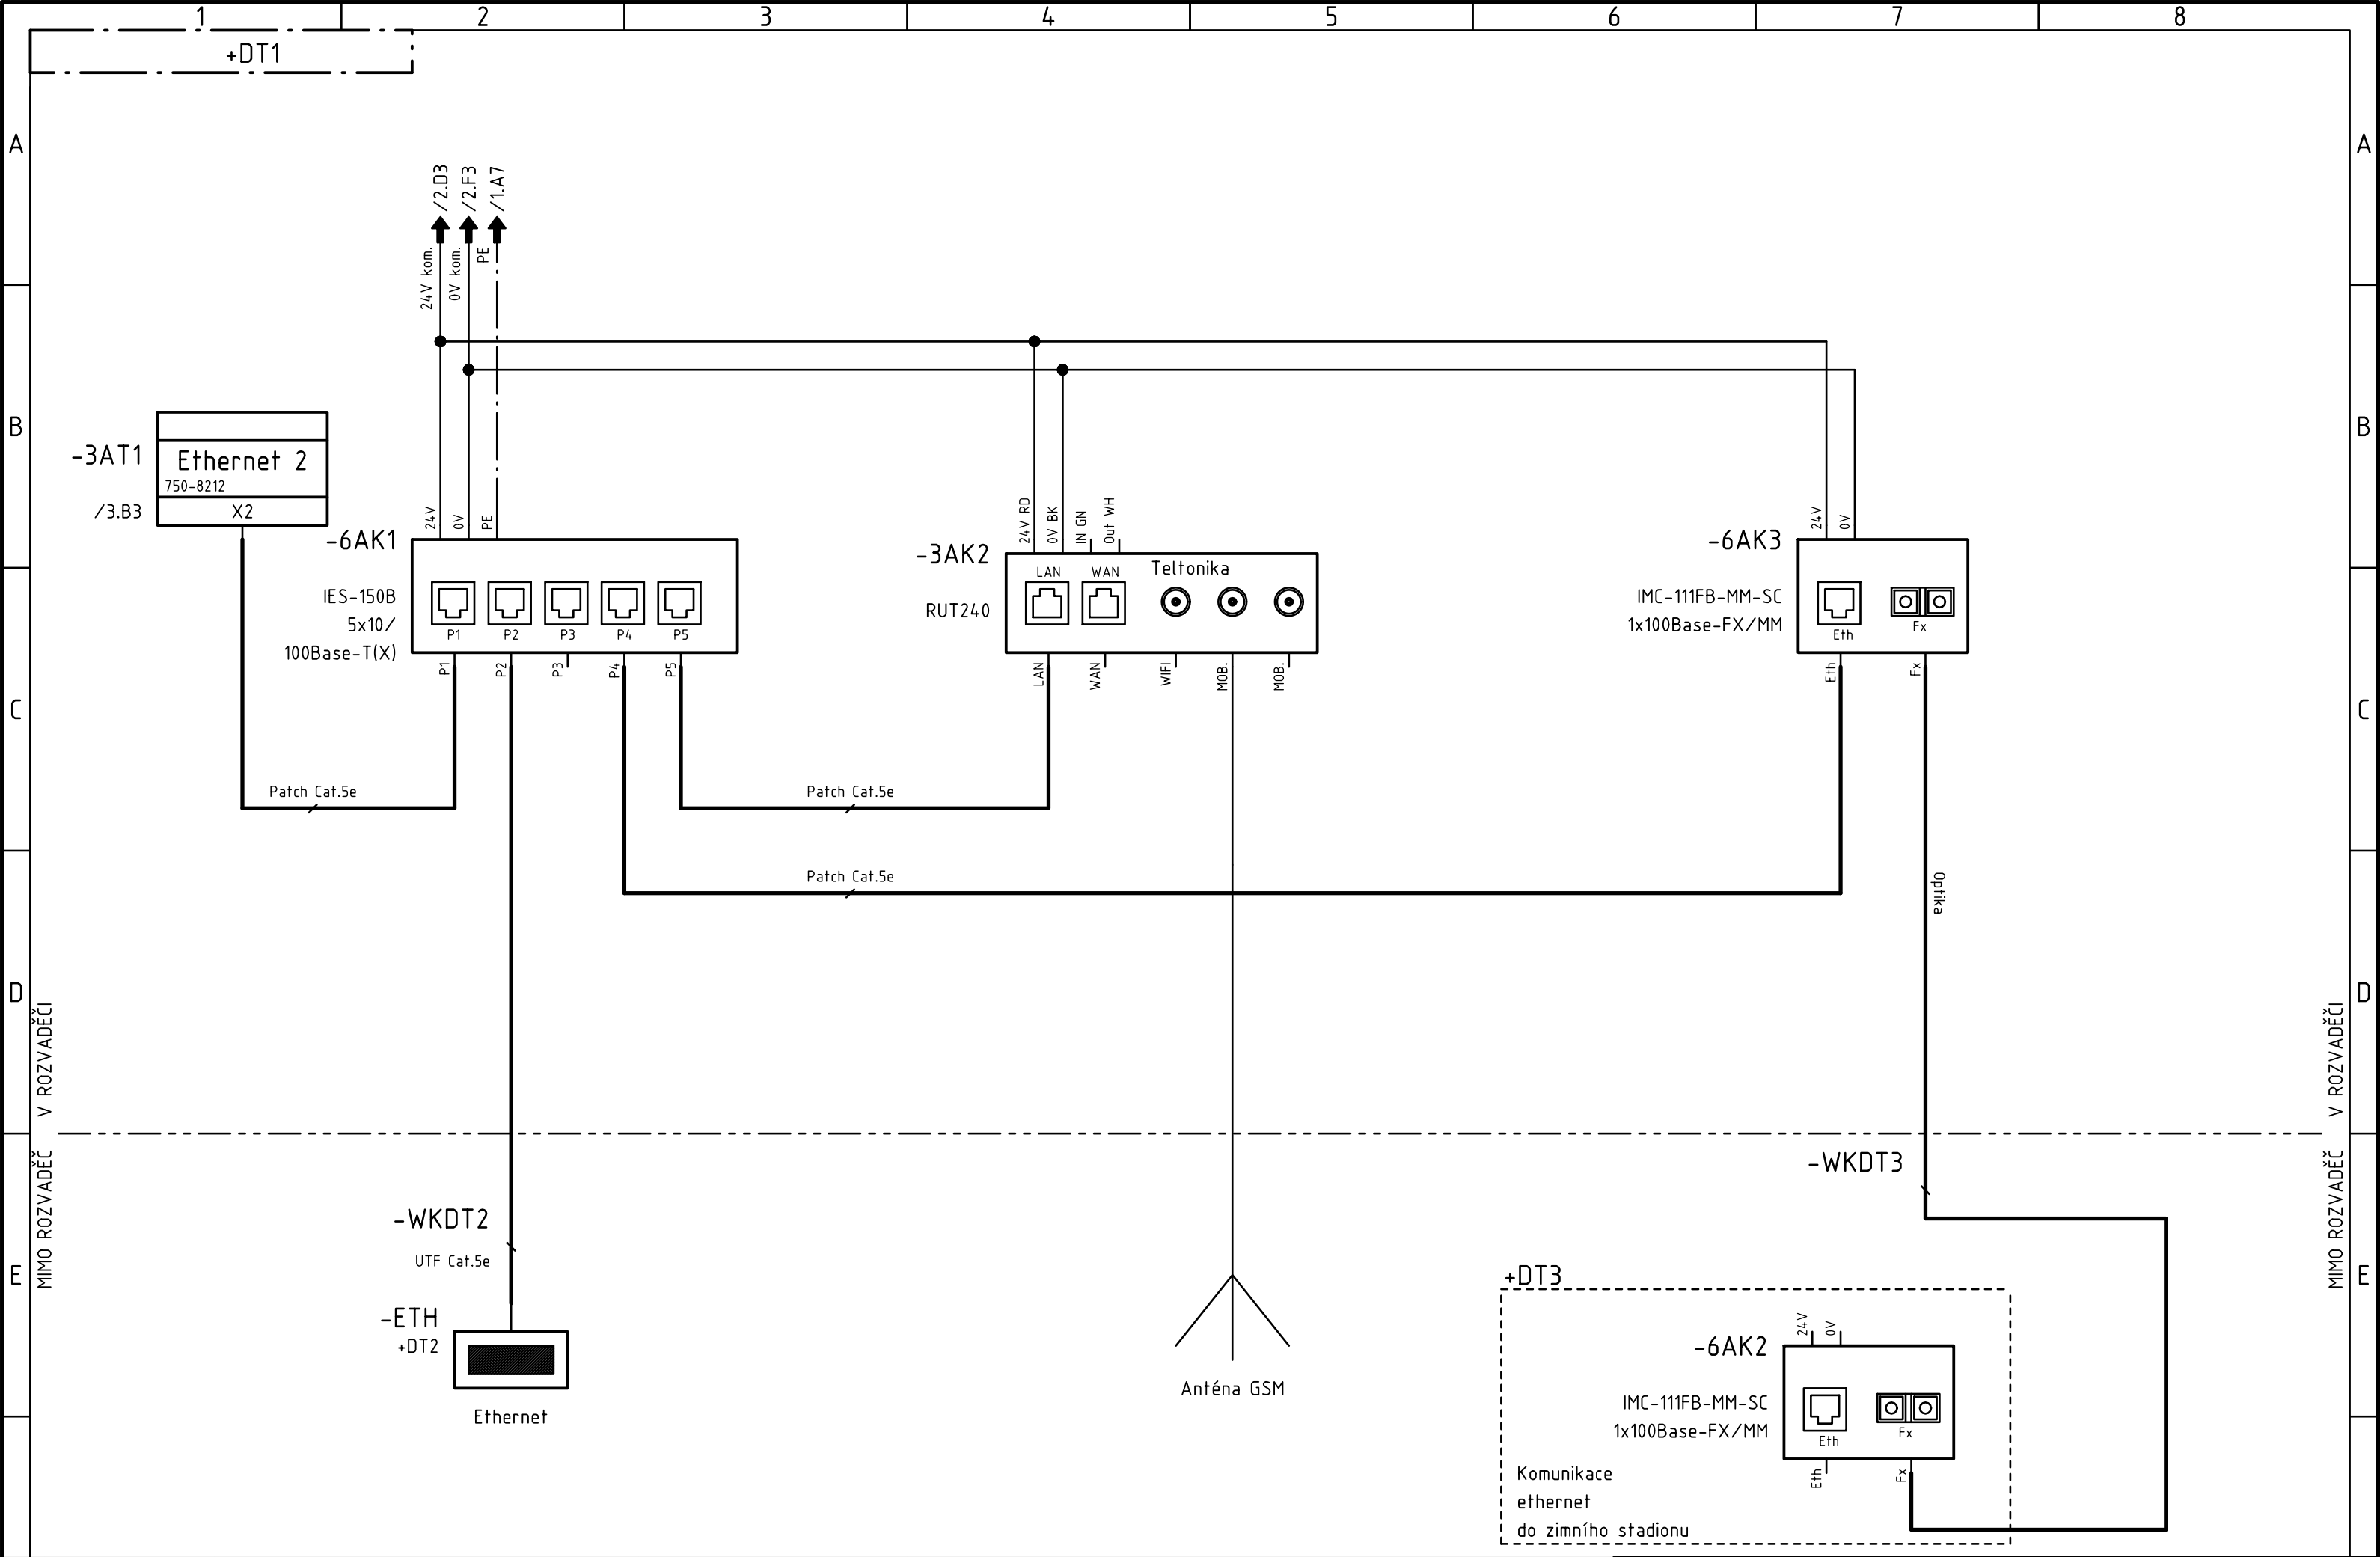 1 2 3 4 5 6 7 8
+DT1
A A
/2.D3 /2.F3 /1.A7
24V kom. 0V kom. PE
B B
-3AT1
Ethernet 2
750-8212
/3.B3
X2
24V 0V PE
-6AK1
IES-150B
5x10/
100Base-T(X)
P1 P2 P3 P4 P5
P1 P2 P3 P4 P5
24V RD 0V BK IN GN Out WH
-3AK2
RUT240
LAN WAN Teltonika
LAN WAN WIFI MOB. MOB.
24V 0V
-6AK3
IMC-111FB-MM-SC
1x100Base-FX/MM
Eth Fx
Eth Fx
C C
Patch Cat.5e
Patch Cat.5e
Patch Cat.5e
Optika
D D
V ROZVADĚČI
V ROZVADĚČI
MIMO ROZVADĚČ
MIMO ROZVADĚČ
-WKDT3
-WKDT2
UTF Cat.5e
E E
-ETH
+DT2
Ethernet
Anténa GSM
+DT3
24V 0V
-6AK2
IMC-111FB-MM-SC
1x100Base-FX/MM
Eth Fx
Eth Fx
Komunikace
ethernet
do zimního stadionu